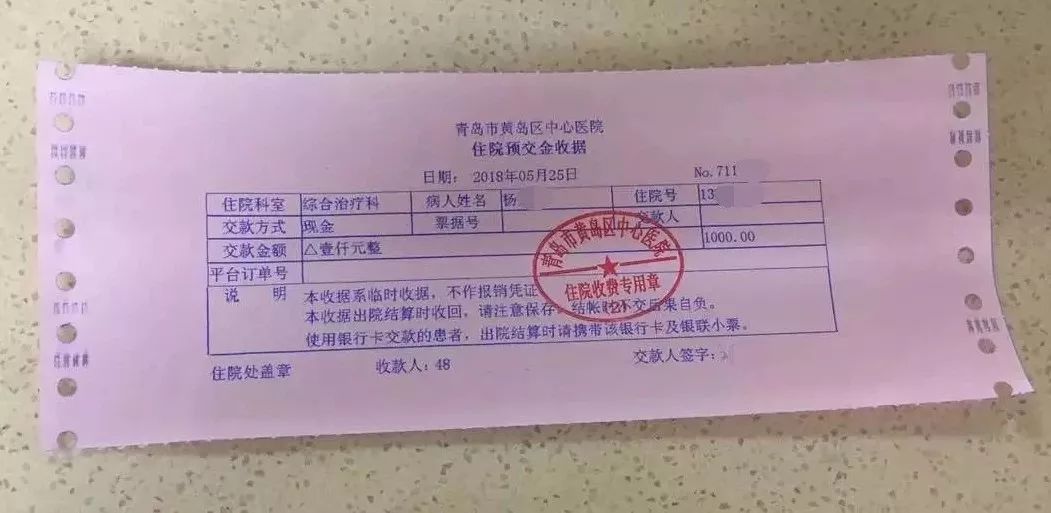 青岛市黄岛区中心医院
住院预交金收据
日期: 2018年05月25日 No.711
住院科室 综合治疗科 病人姓名 杨 住院号 13
交款方式 现金 票据号 交款人
交款金额 △壹仟元整 1000.00
平台订单号
说 明 本收据系临时收据,不作报销凭证
本收据出院结算时收回,请注意保存,结帐时不交后果自负。
使用银行卡交款的患者,出院结算时请携带该银行卡及银联小票。
住院处盖章 收款人:48 交款人签字:
青岛市黄岛区中心医院
住院收费专用章
(2)